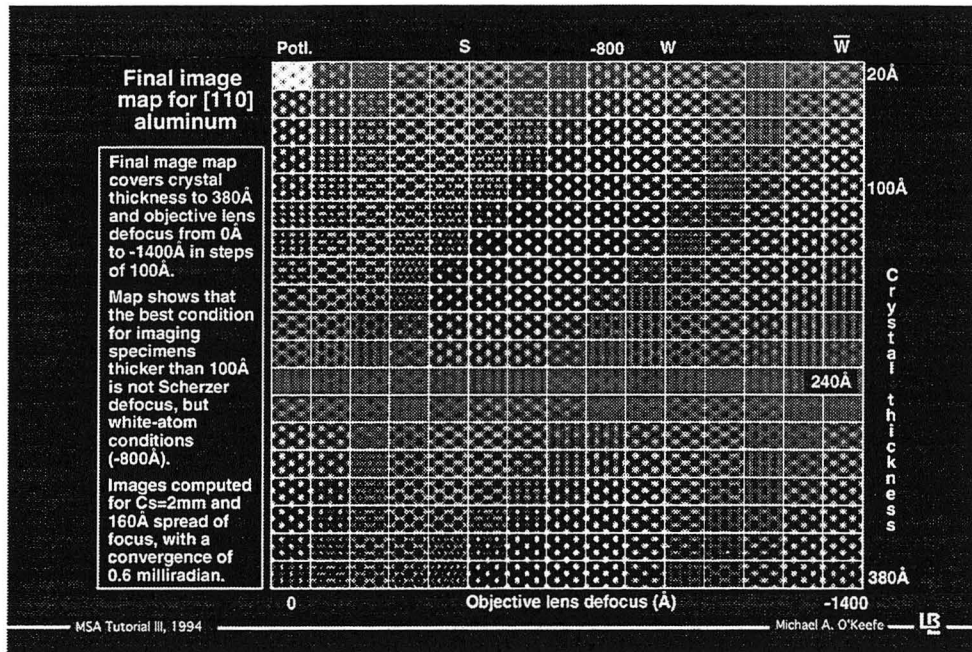 Potl.
S
-800
W
W̅
Final image
map for [110]
aluminum
20Å
100Å
240Å
380Å
Final mage map
covers crystal
thickness to 380Å
and objective lens
defocus from 0Å
to -1400Å in steps
of 100Å.
Map shows that
the best condition
for imaging
specimens
thicker than 100Å
is not Scherzer
defocus, but
white-atom
conditions
(-800Å).
Images computed
for Cs=2mm and
160Å spread of
focus, with a
convergence of
0.6 milliradian.
Crystal thickness
0
Objective lens defocus (Å)
-1400
MSA Tutorial III, 1994
Michael A. O'Keefe